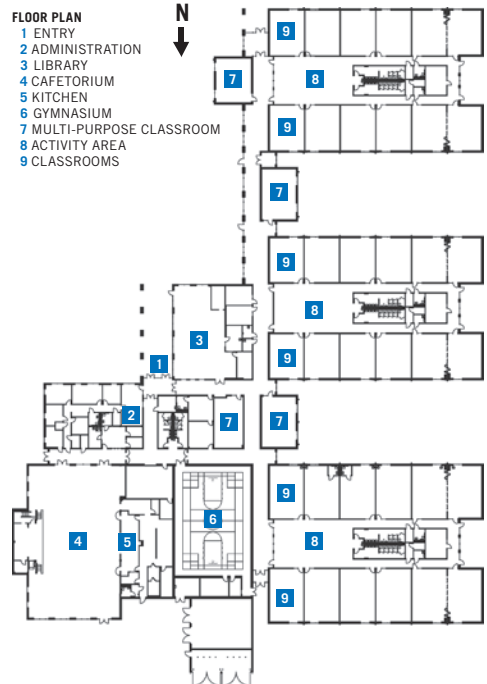 FLOOR PLAN
1 ENTRY
2 ADMINISTRATION
3 LIBRARY
4 CAFETORIUM
5 KITCHEN
6 GYMNASIUM
7 MULTI-PURPOSE CLASSROOM
8 ACTIVITY AREA
9 CLASSROOMS
N
9
7
8
9
7
9
8
3
1
9
2
7
7
9
6
4
5
8
9